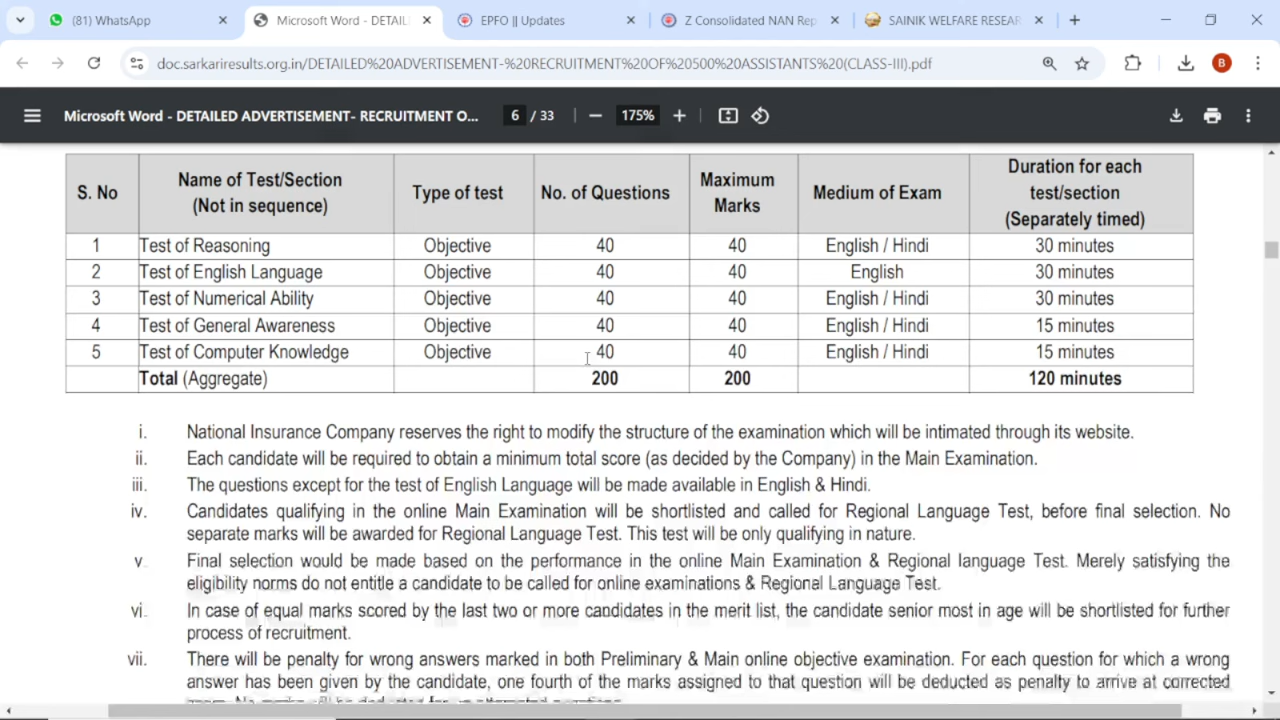 (81) WhatsApp
Microsoft Word - DETAIL
EPFO || Updates
Z Consolidated NAN Rep
SAINIK WELFARE RESEAR
doc.sarkariresults.org.in/DETAILED%20ADVERTISEMENT-%20RECRUITMENT%20OF%20500%20ASSISTANTS%20(CLASS-III).pdf
B
Microsoft Word - DETAILED ADVERTISEMENT- RECRUITMENT O...
6 / 33
175%
S. No Name of Test/Section (Not in sequence) Type of test No. of Questions Maximum Marks Medium of Exam Duration for each test/section (Separately timed)
1 Test of Reasoning Objective 40 40 English / Hindi 30 minutes
2 Test of English Language Objective 40 40 English 30 minutes
3 Test of Numerical Ability Objective 40 40 English / Hindi 30 minutes
4 Test of General Awareness Objective 40 40 English / Hindi 15 minutes
5 Test of Computer Knowledge Objective 40 40 English / Hindi 15 minutes
Total (Aggregate) 200 200 120 minutes
i. National Insurance Company reserves the right to modify the structure of the examination which will be intimated through its website.
ii. Each candidate will be required to obtain a minimum total score (as decided by the Company) in the Main Examination.
iii. The questions except for the test of English Language will be made available in English & Hindi.
iv. Candidates qualifying in the online Main Examination will be shortlisted and called for Regional Language Test, before final selection. No
separate marks will be awarded for Regional Language Test. This test will be only qualifying in nature.
v. Final selection would be made based on the performance in the online Main Examination & Regional language Test. Merely satisfying the
eligibility norms do not entitle a candidate to be called for online examinations & Regional Language Test.
vi. In case of equal marks scored by the last two or more candidates in the merit list, the candidate senior most in age will be shortlisted for further
process of recruitment.
vii. There will be penalty for wrong answers marked in both Preliminary & Main online objective examination. For each question for which a wrong
answer has been given by the candidate, one fourth of the marks assigned to that question will be deducted as penalty to arrive at corrected